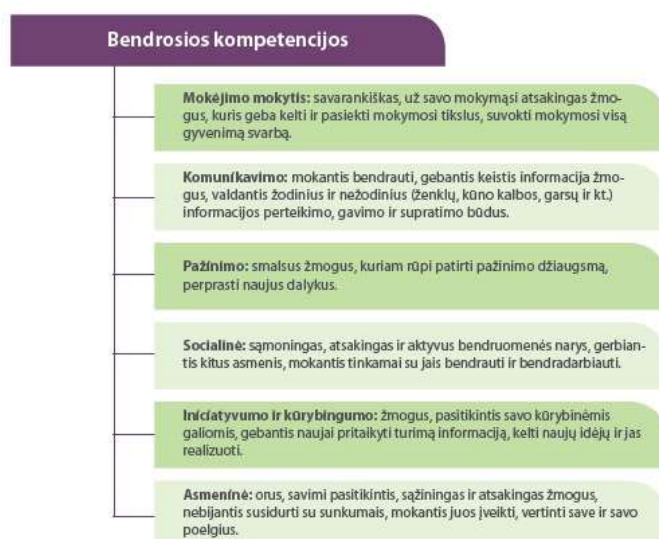 Bendrosios kompetencijos
Mokėjimo mokytis: savarankiškas, už savo mokymąsi atsakingas žmo-
gus, kuris geba kelti ir pasiekti mokymosi tikslus, suvokti mokymosi visą
gyvenimą svarbą.
Komunikavimo: mokantis bendrauti, gebantis keistis informacija žmo-
gus, valdantis žodinius ir nežodinius (ženklų, kūno kalbos, garsų ir kt.)
informacijos perteikimo, gavimo ir supratimo būdus.
Pažinimo: smalsus žmogus, kuriam rūpi patirti pažinimo džiaugsmą,
perprasti naujus dalykus.
Socialinė: sąmoningas, atsakingas ir aktyvus bendruomenės narys, gerbian-
tis kitus asmenis, mokantis tinkamai su jais bendrauti ir bendradarbiauti.
Iniciatyvumo ir kūrybingumo: žmogus, pasitikintis savo kūrybinėmis
galiomis, gebantis naujai pritaikyti turimą informaciją, kelti naujų idėjų ir jas
realizuoti.
Asmeninė: orus, savimi pasitikintis, sąžiningas ir atsakingas žmogus,
nebijantis susidurti su sunkumais, mokantis juos įveikti, vertinti save ir savo
poelgius.